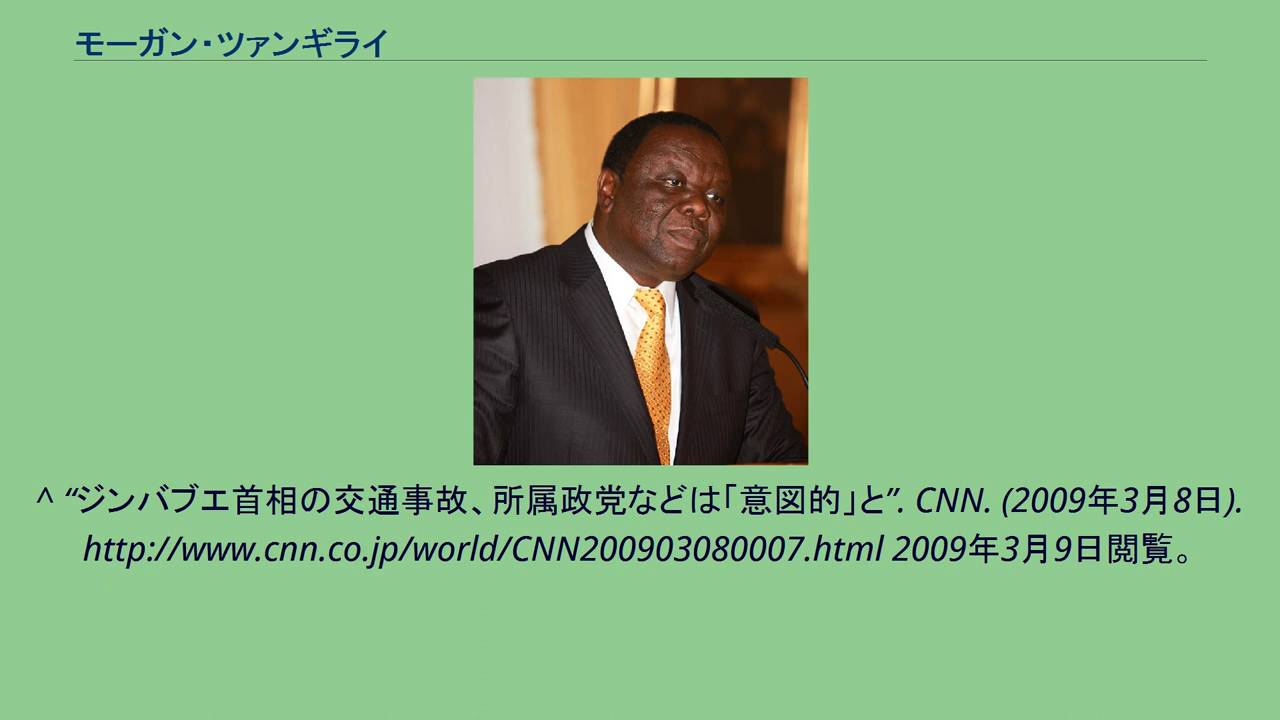 モーガン・ツァンギライ
^ “ジンバブエ首相の交通事故、所属政党などは「意図的」と”. CNN. (2009年3月8日).
http://www.cnn.co.jp/world/CNN200903080007.html 2009年3月9日閲覧。